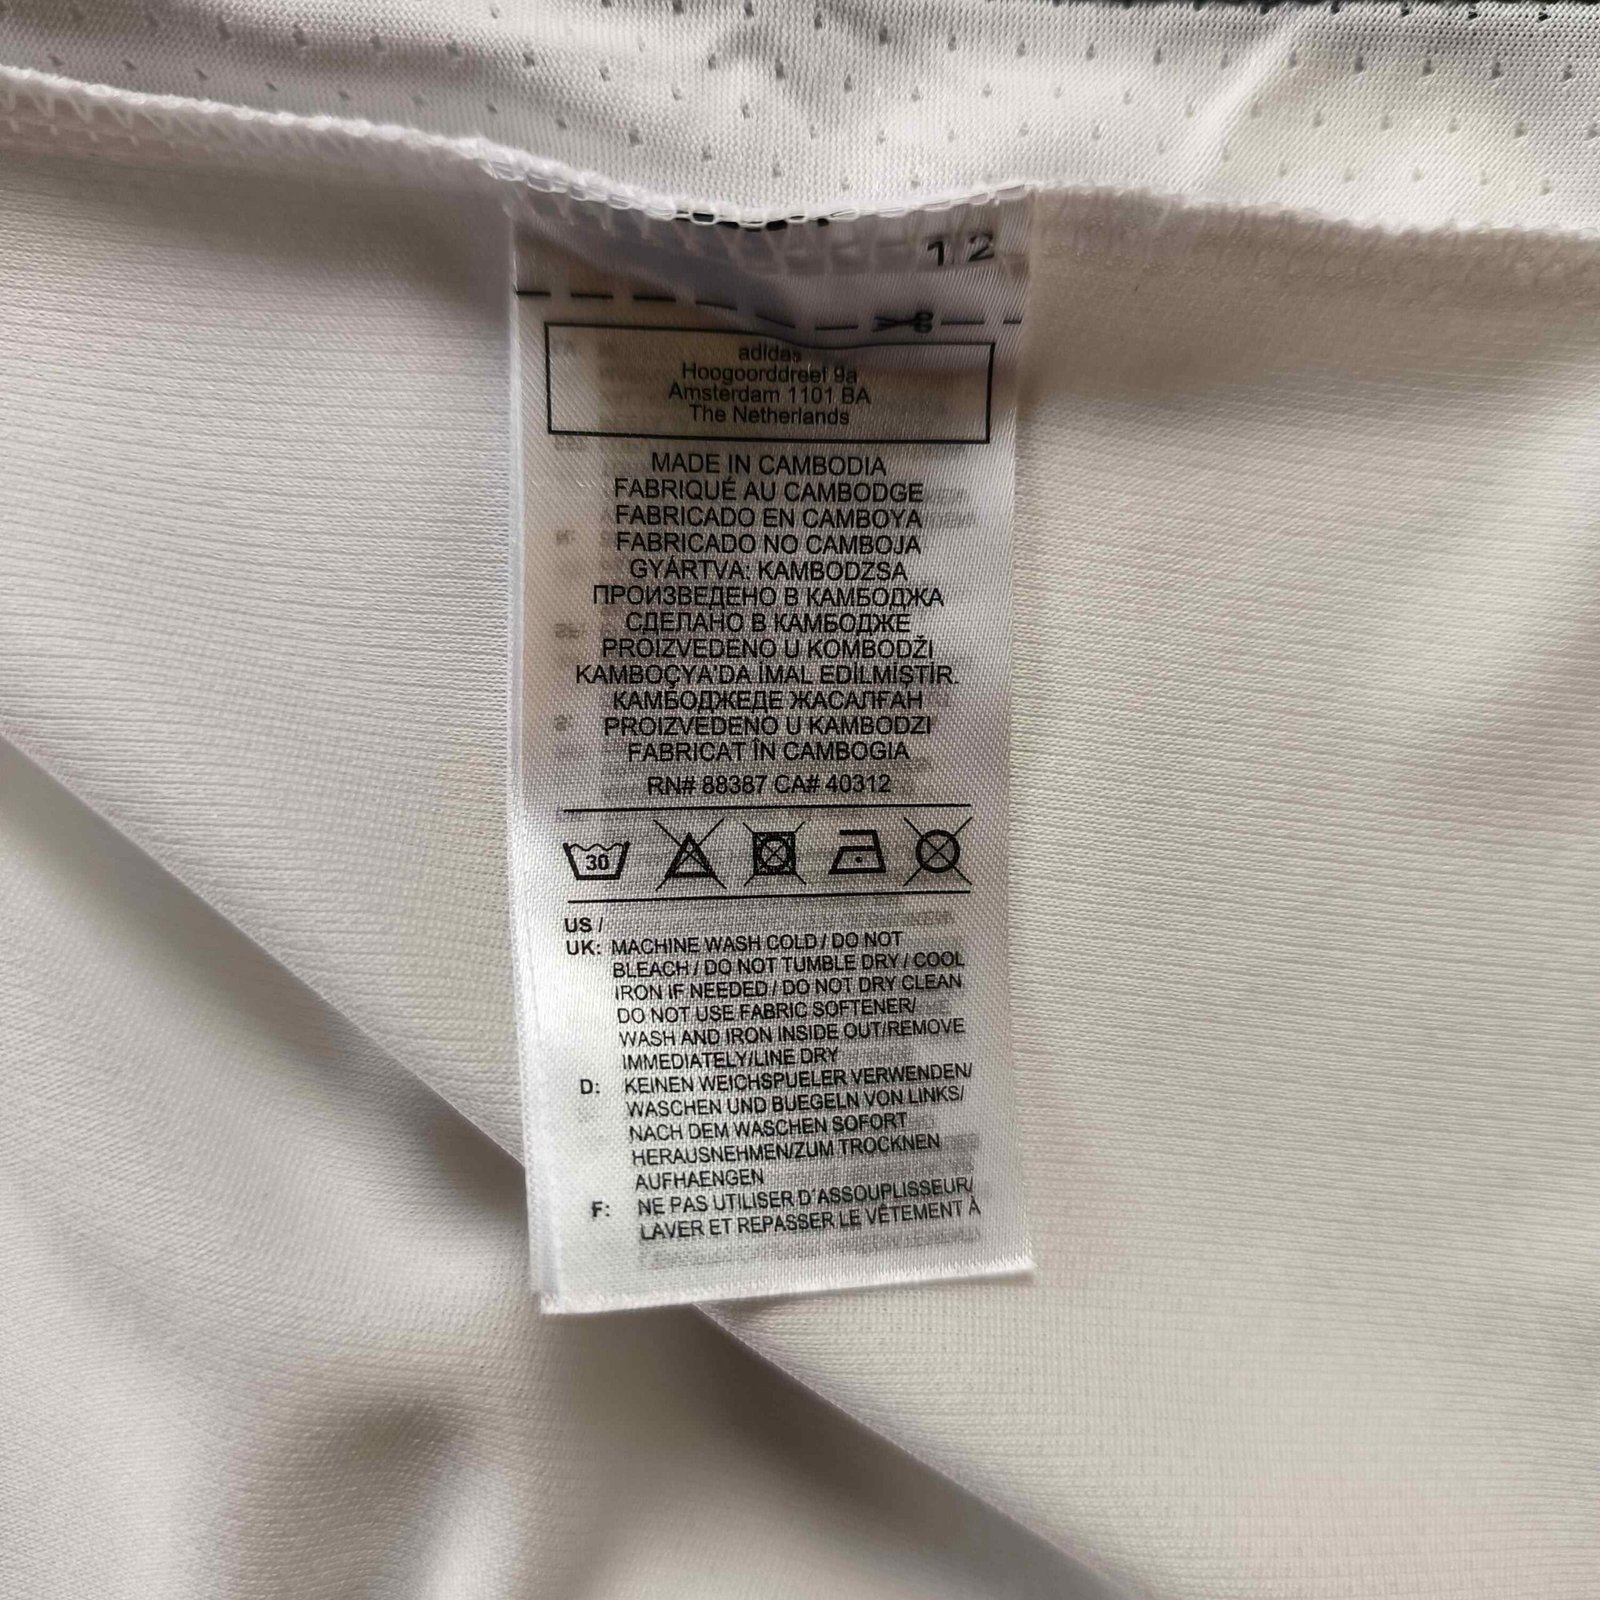 12
adidas
Hoogoorddreef 9a
Amsterdam 1101 BA
The Netherlands
MADE IN CAMBODIA
FABRIQUÉ AU CAMBODGE
FABRICADO EN CAMBOYA
FABRICADO NO CAMBOJA
GYÁRTVA: KAMBODZSA
ПРОИЗВЕДЕНО В КАМБОДЖА
СДЕЛАНО В КАМБОДЖЕ
PROIZVEDENO U KOMBODŽI
KAMBOÇYA'DA İMAL EDİLMİŞTİR.
КАМБОДЖЕДЕ ЖАСАЛҒАН
PROIZVEDENO U KAMBODZI
FABRICAT ÎN CAMBOGIA
RN# 88387 CA# 40312
30
US /
UK: MACHINE WASH COLD / DO NOT
BLEACH / DO NOT TUMBLE DRY / COOL
IRON IF NEEDED / DO NOT DRY CLEAN
DO NOT USE FABRIC SOFTENER/
WASH AND IRON INSIDE OUT/REMOVE
IMMEDIATELY/LINE DRY
D: KEINEN WEICHSPUELER VERWENDEN/
WASCHEN UND BUEGELN VON LINKS/
NACH DEM WASCHEN SOFORT
HERAUSNEHMEN/ZUM TROCKNEN
AUFHAENGEN
F: NE PAS UTILISER D'ASSOUPLISSEUR/
LAVER ET REPASSER LE VÊTEMENT À